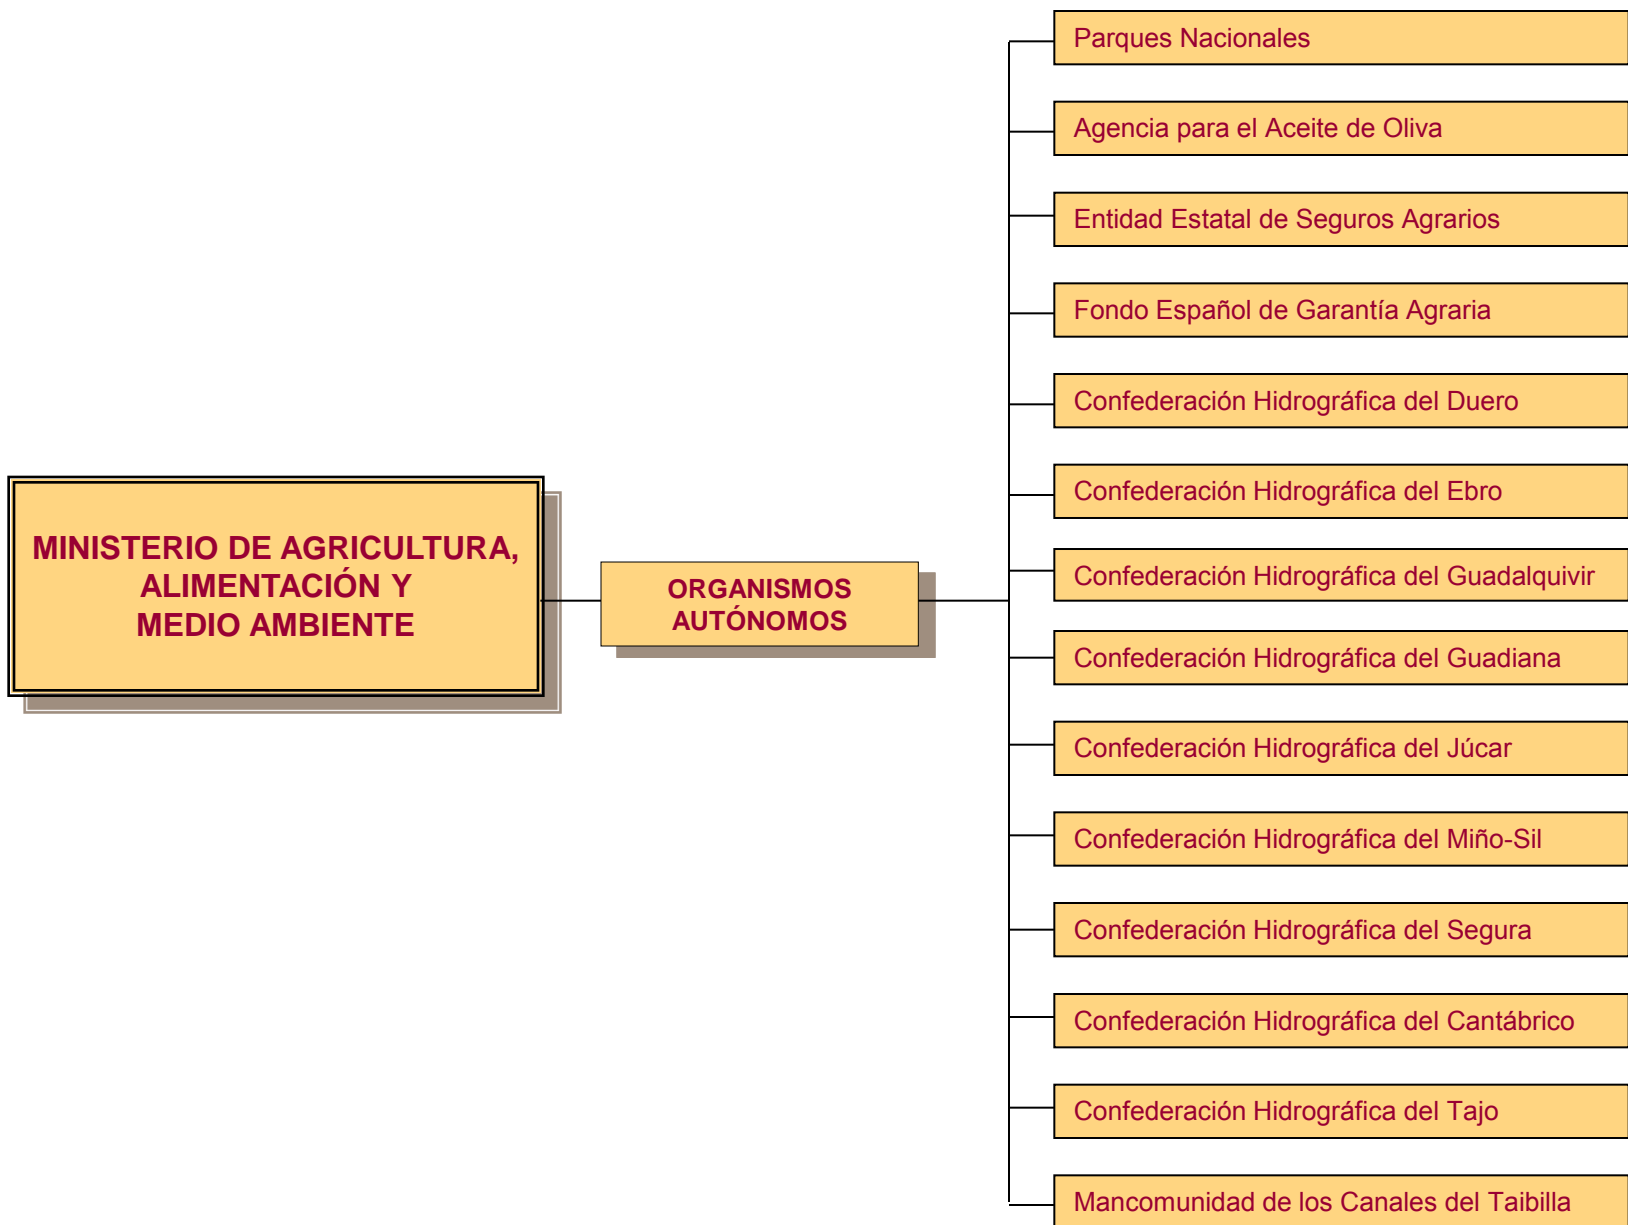 MINISTERIO DE AGRICULTURA,
ALIMENTACIÓN Y
MEDIO AMBIENTE
ORGANISMOS
AUTÓNOMOS
Parques Nacionales
Agencia para el Aceite de Oliva
Entidad Estatal de Seguros Agrarios
Fondo Español de Garantía Agraria
Confederación Hidrográfica del Duero
Confederación Hidrográfica del Ebro
Confederación Hidrográfica del Guadalquivir
Confederación Hidrográfica del Guadiana
Confederación Hidrográfica del Júcar
Confederación Hidrográfica del Miño-Sil
Confederación Hidrográfica del Segura
Confederación Hidrográfica del Cantábrico
Confederación Hidrográfica del Tajo
Mancomunidad de los Canales del Taibilla